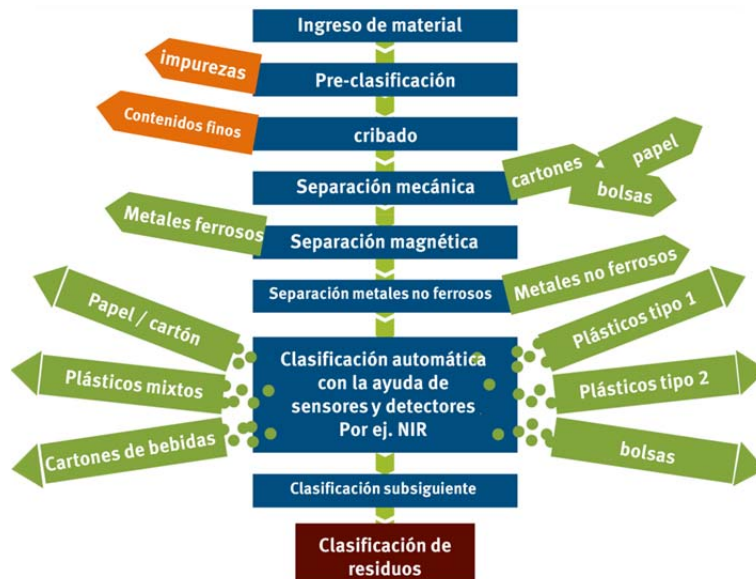 Ingreso de material
impurezas
Pre-clasificación
Contenidos finos
cribado
cartones
papel
bolsas
Separación mecánica
Metales ferrosos
Separación magnética
Metales no ferrosos
Separación metales no ferrosos
Papel / cartón
Plásticos mixtos
Cartones de bebidas
Clasificación automática
con la ayuda de
sensores y detectores
Por ej. NIR
Plásticos tipo 1
Plásticos tipo 2
bolsas
Clasificación subsiguiente
Clasificación de
residuos